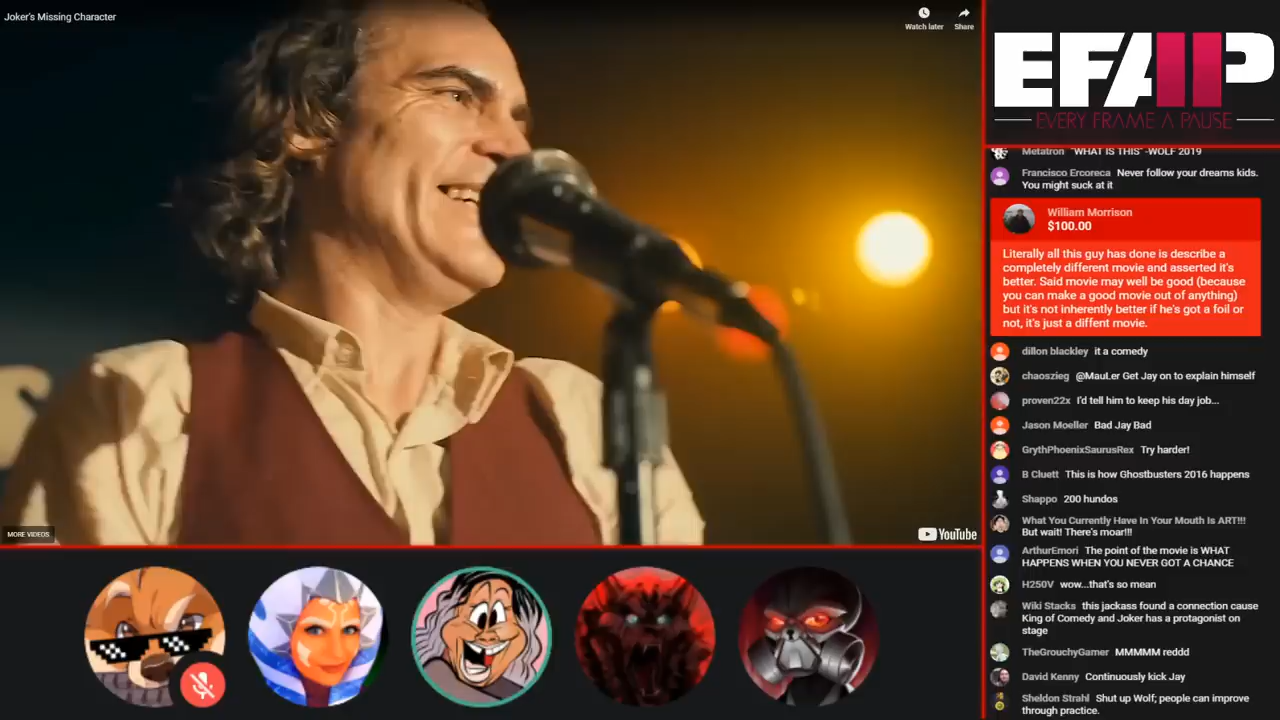 Joker's Missing Character
Watch later
Share
MORE VIDEOS
YouTube
EFAP
EVERY FRAME A PAUSE
Metatron "WHAT IS THIS" -WOLF 2019
Francisco Ercoreca Never follow your dreams kids.
You might suck at it
William Morrison
$100.00
Literally all this guy has done is describe a
completely different movie and asserted it's
better. Said movie may well be good (because
you can make a good movie out of anything)
but it's not inherently better if he's got a foil or
not, it's just a diffent movie.
dillon blackley it a comedy
chaoszieg @MauLer Get Jay on to explain himself
proven22x I'd tell him to keep his day job...
Jason Moeller Bad Jay Bad
GrythPhoenixSaurusRex Try harder!
B Cluett This is how Ghostbusters 2016 happens
Shappo 200 hundos
What You Currently Have In Your Mouth Is ART!!!
But wait! There's moar!!!
ArthurEmori The point of the movie is WHAT
HAPPENS WHEN YOU NEVER GOT A CHANCE
H250V wow...that's so mean
Wiki Stacks this jackass found a connection cause
King of Comedy and Joker has a protagonist on
stage
TheGrouchyGamer MMMMM reddd
David Kenny Continuously kick Jay
Sheldon Strahl Shut up Wolf; people can improve
through practice.